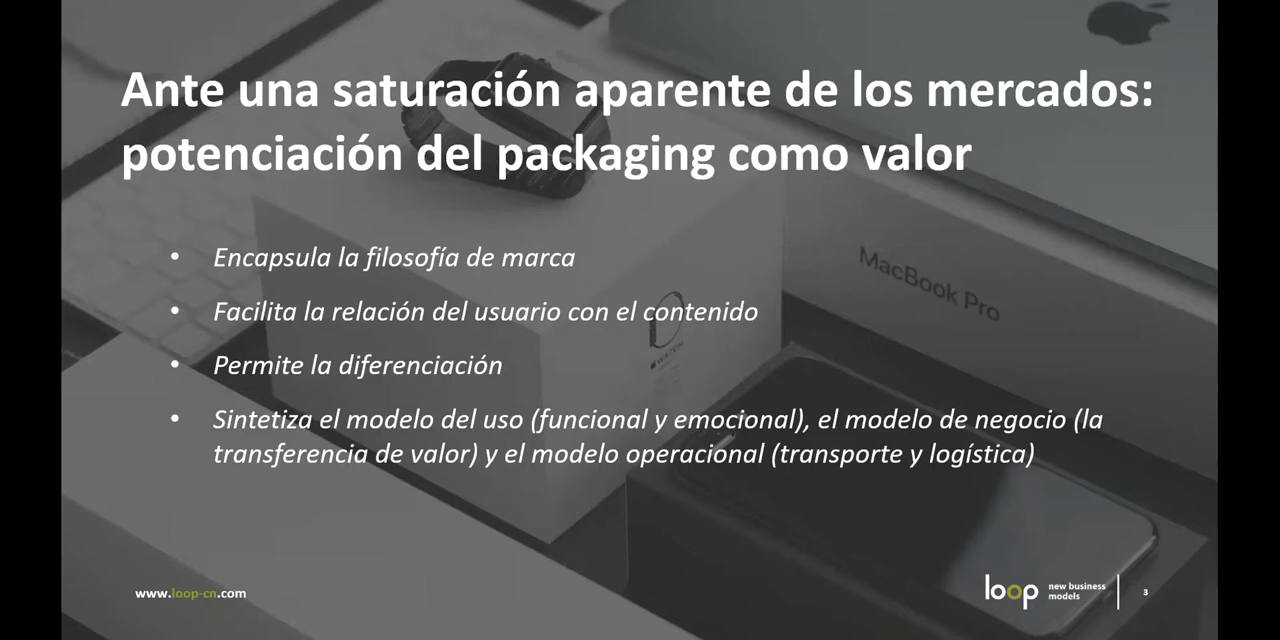 Ante una saturación aparente de los mercados:
potenciación del packaging como valor
• Encapsula la filosofía de marca
• Facilita la relación del usuario con el contenido
• Permite la diferenciación
• Sintetiza el modelo del uso (funcional y emocional), el modelo de negocio (la
transferencia de valor) y el modelo operacional (transporte y logística)
MacBook Pro
WATCH
www.loop-cn.com
loop
new business
models
3